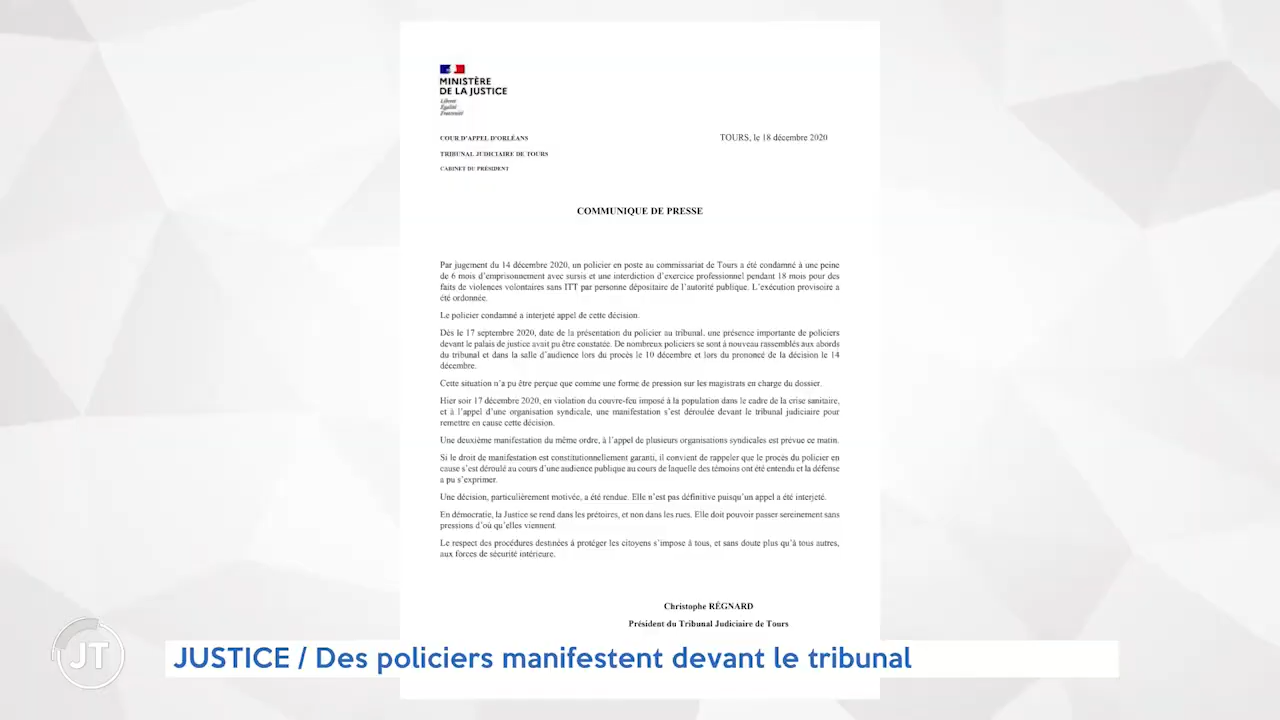 MINISTÈRE
DE LA JUSTICE
Liberté
Égalité
Fraternité
COUR D'APPEL D'ORLÉANS
TOURS, le 18 décembre 2020
TRIBUNAL JUDICIAIRE DE TOURS
CABINET DU PRÉSIDENT
COMMUNIQUE DE PRESSE
Par jugement du 14 décembre 2020, un policier en poste au commissariat de Tours a été condamné à une peine
de 6 mois d'emprisonnement avec sursis et une interdiction d'exercice professionnel pendant 18 mois pour des
faits de violences volontaires sans ITT par personne dépositaire de l'autorité publique. L'exécution provisoire a
été ordonnée.
Le policier condamné a interjeté appel de cette décision.
Dès le 17 septembre 2020, date de la présentation du policier au tribunal, une présence importante de policiers
devant le palais de justice avait pu être constatée. De nombreux policiers se sont à nouveau rassemblés aux abords
du tribunal et dans la salle d'audience lors du procès le 10 décembre et lors du prononcé de la décision le 14
décembre.
Cette situation n'a pu être perçue que comme une forme de pression sur les magistrats en charge du dossier.
Hier soir 17 décembre 2020, en violation du couvre-feu imposé à la population dans le cadre de la crise sanitaire,
et à l'appel d'une organisation syndicale, une manifestation s'est déroulée devant le tribunal judiciaire pour
remettre en cause cette décision.
Une deuxième manifestation du même ordre, à l'appel de plusieurs organisations syndicales est prévue ce matin.
Si le droit de manifestation est constitutionnellement garanti, il convient de rappeler que le procès du policier en
cause s'est déroulé au cours d'une audience publique au cours de laquelle des témoins ont été entendu et la défense
a pu s'exprimer.
Une décision, particulièrement motivée, a été rendue. Elle n'est pas définitive puisqu'un appel a été interjeté.
En démocratie, la Justice se rend dans les prétoires, et non dans les rues. Elle doit pouvoir passer sereinement sans
pressions d'où qu'elles viennent.
Le respect des procédures destinées à protéger les citoyens s'impose à tous, et sans doute plus qu'à tous autres,
aux forces de sécurité intérieure.
Christophe RÉGNARD
Président du Tribunal Judiciaire de Tours
JT
JUSTICE / Des policiers manifestent devant le tribunal